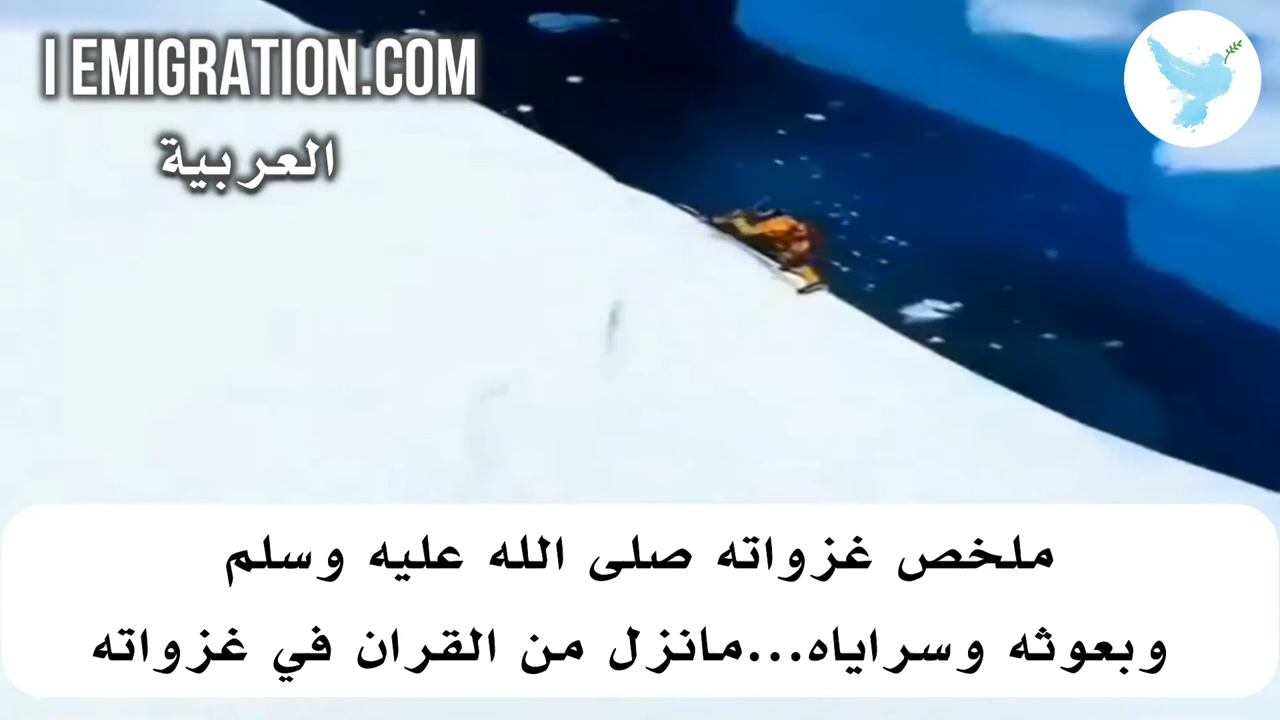 I EMIGRATION.COM
العربية
ملخص غزواته صلى الله عليه وسلم
وبعوثه وسراياه...مانزل من القران في غزواته